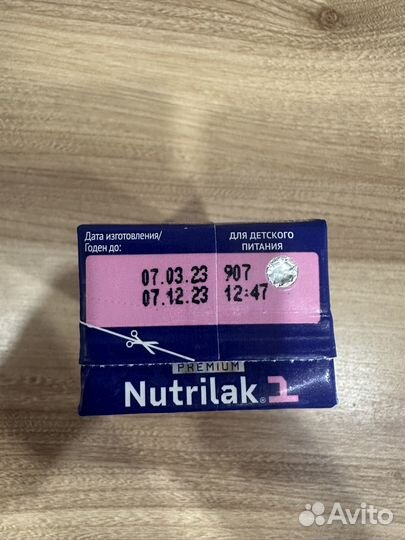 Дата изготовления/
Годен до:
ДЛЯ ДЕТСКОГО
ПИТАНИЯ
07.03.23 907
07.12.23 12:47
PREMIUM
Nutrilak® 1
Avito